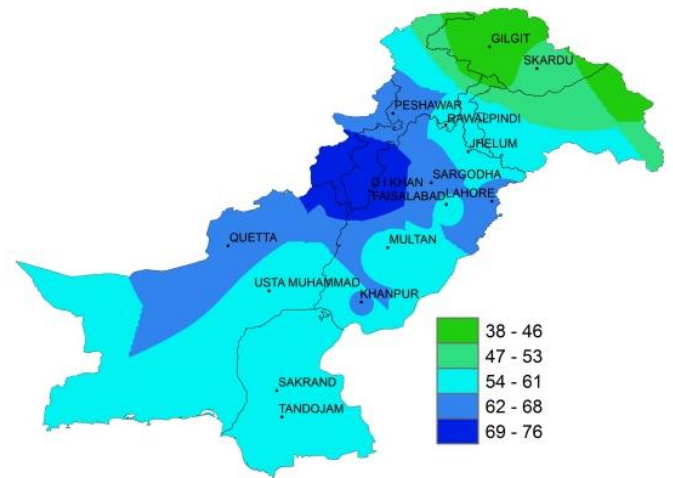 GILGIT
SKARDU
PESHAWAR
RAWALPINDI
JHELUM
SARGODHA
D I KHAN
FAISALABAD
LAHORE
QUETTA
MULTAN
USTA MUHAMMAD
KHANPUR
SAKRAND
TANDOJAM
38 - 46
47 - 53
54 - 61
62 - 68
69 - 76